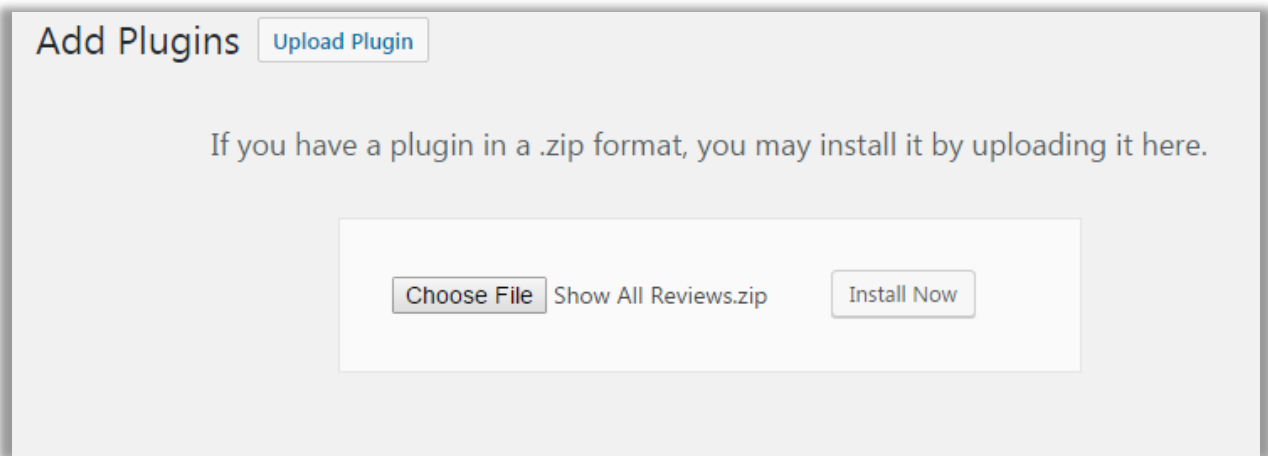 Add Plugins Upload Plugin
If you have a plugin in a .zip format, you may install it by uploading it here.
Choose File Show All Reviews.zip Install Now